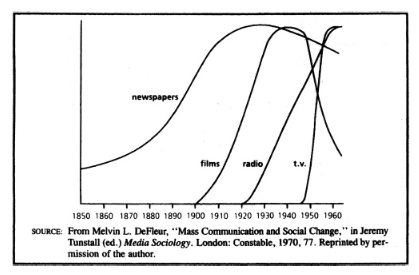 newspapers
films radio t.v.
1850 1860 1870 1880 1890 1900 1910 1920 1930 1940 1950 1960
SOURCE: From Melvin L. DeFleur, "Mass Communication and Social Change," in Jeremy
Tunstall (ed.) Media Sociology. London: Constable, 1970, 77. Reprinted by per-
mission of the author.